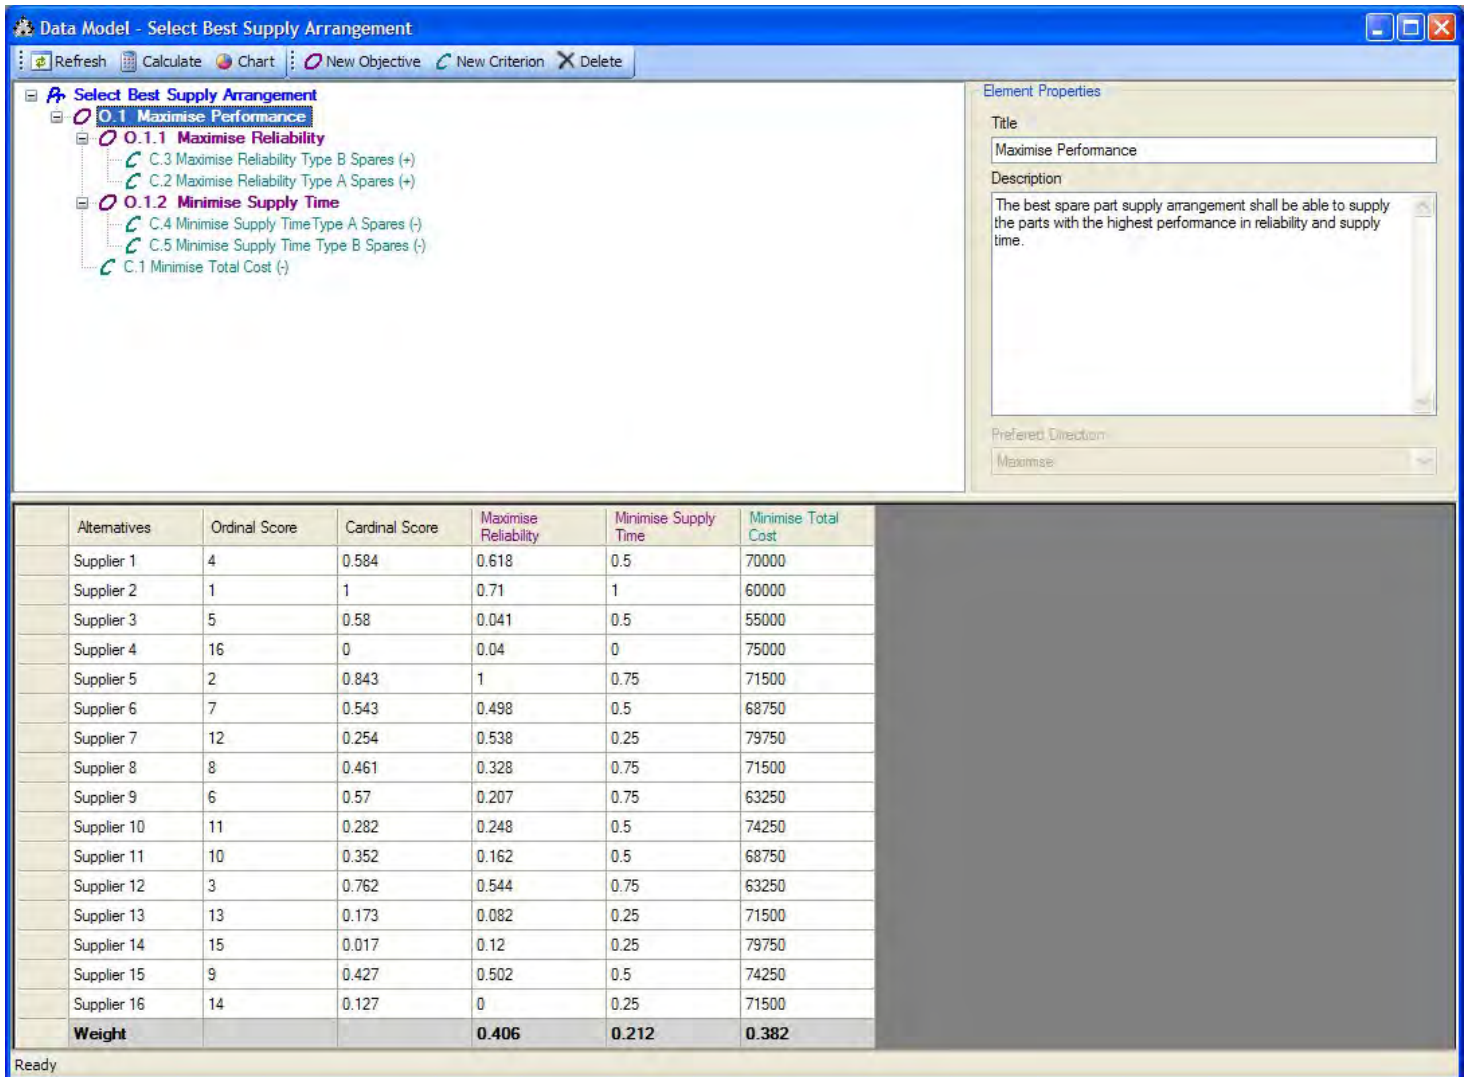 Data Model - Select Best Supply Arrangement
Refresh Calculate Chart New Objective New Criterion Delete
Select Best Supply Arrangement
O.1 Maximise Performance
O.1.1 Maximise Reliability
C.3 Maximise Reliability Type B Spares (+)
C.2 Maximise Reliability Type A Spares (+)
O.1.2 Minimise Supply Time
C.4 Minimise Supply TimeType A Spares (-)
C.5 Minimise Supply Time Type B Spares (-)
C.1 Minimise Total Cost (-)
Element Properties
Title
Maximise Performance
Description
The best spare part supply arrangement shall be able to supply
the parts with the highest performance in reliability and supply
time.
Prefered Direction
Maximise
Alternatives Ordinal Score Cardinal Score Maximise Reliability Minimise Supply Time Minimise Total Cost
Supplier 1 4 0.584 0.618 0.5 70000
Supplier 2 1 1 0.71 1 60000
Supplier 3 5 0.58 0.041 0.5 55000
Supplier 4 16 0 0.04 0 75000
Supplier 5 2 0.843 1 0.75 71500
Supplier 6 7 0.543 0.498 0.5 68750
Supplier 7 12 0.254 0.538 0.25 79750
Supplier 8 8 0.461 0.328 0.75 71500
Supplier 9 6 0.57 0.207 0.75 63250
Supplier 10 11 0.282 0.248 0.5 74250
Supplier 11 10 0.352 0.162 0.5 68750
Supplier 12 3 0.762 0.544 0.75 63250
Supplier 13 13 0.173 0.082 0.25 71500
Supplier 14 15 0.017 0.12 0.25 79750
Supplier 15 9 0.427 0.502 0.5 74250
Supplier 16 14 0.127 0 0.25 71500
Weight 0.406 0.212 0.382
Ready